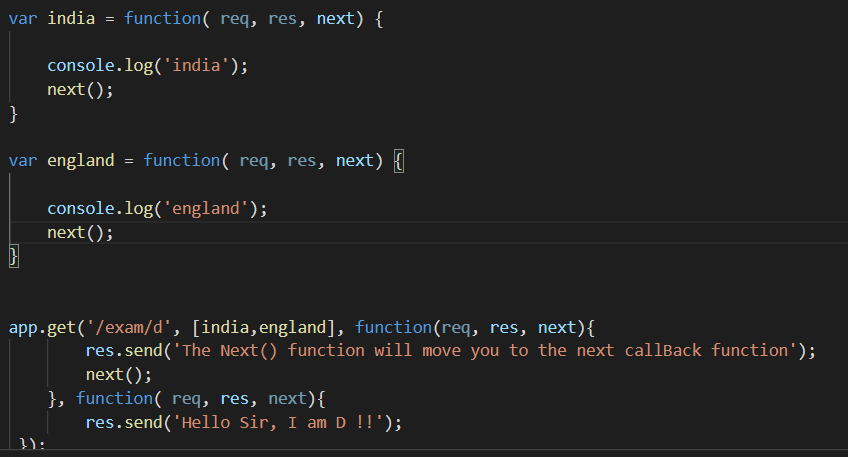 var india = function( req, res, next) {
console.log('india');
next();
}
var england = function( req, res, next) {
console.log('england');
next();
}
app.get('/exam/d', [india,england], function(req, res, next){
res.send('The Next() function will move you to the next callBack function');
next();
}, function( req, res, next){
res.send('Hello Sir, I am D !!');
});